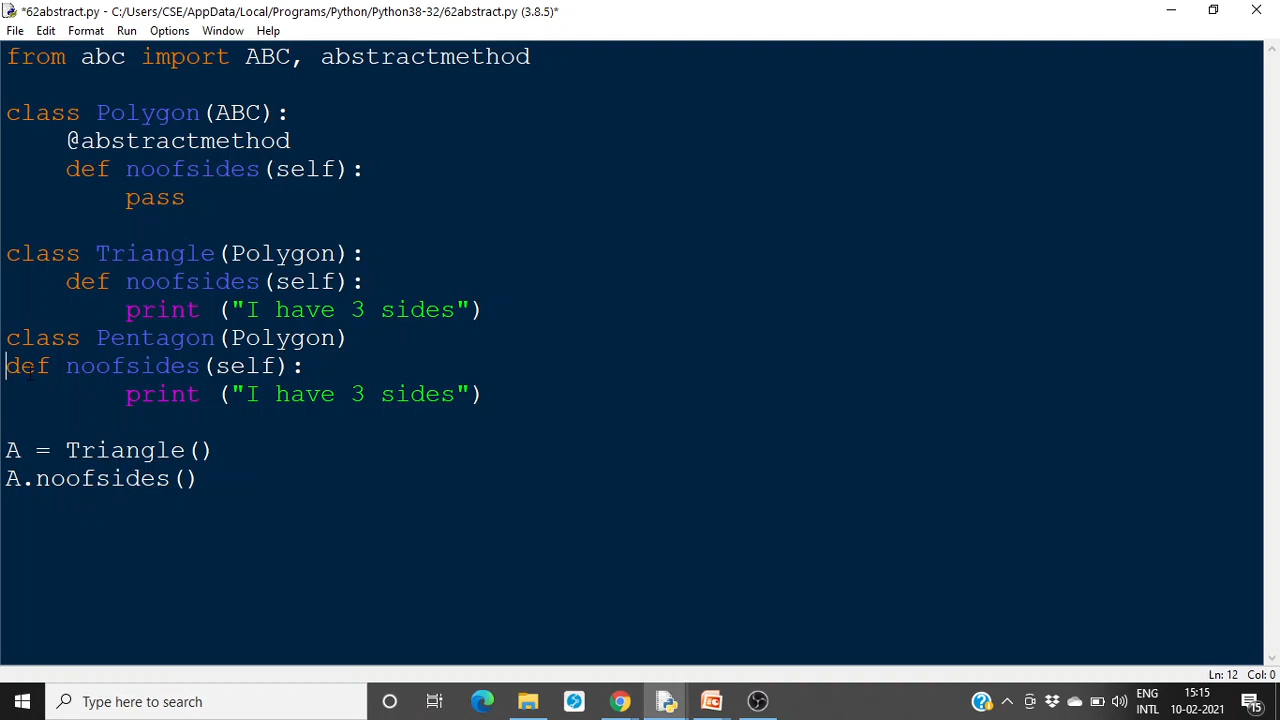 *62abstract.py - C:/Users/CSE/AppData/Local/Programs/Python/Python38-32/62abstract.py (3.8.5)*
File Edit Format Run Options Window Help
from abc import ABC, abstractmethod
class Polygon(ABC):
    @abstractmethod
    def noofsides(self):
        pass
class Triangle(Polygon):
    def noofsides(self):
        print ("I have 3 sides")
class Pentagon(Polygon)
def noofsides(self):
        print ("I have 3 sides")
A = Triangle()
A.noofsides()
Ln: 12 Col: 0
Type here to search
ENG
INTL
15:15
10-02-2021
15